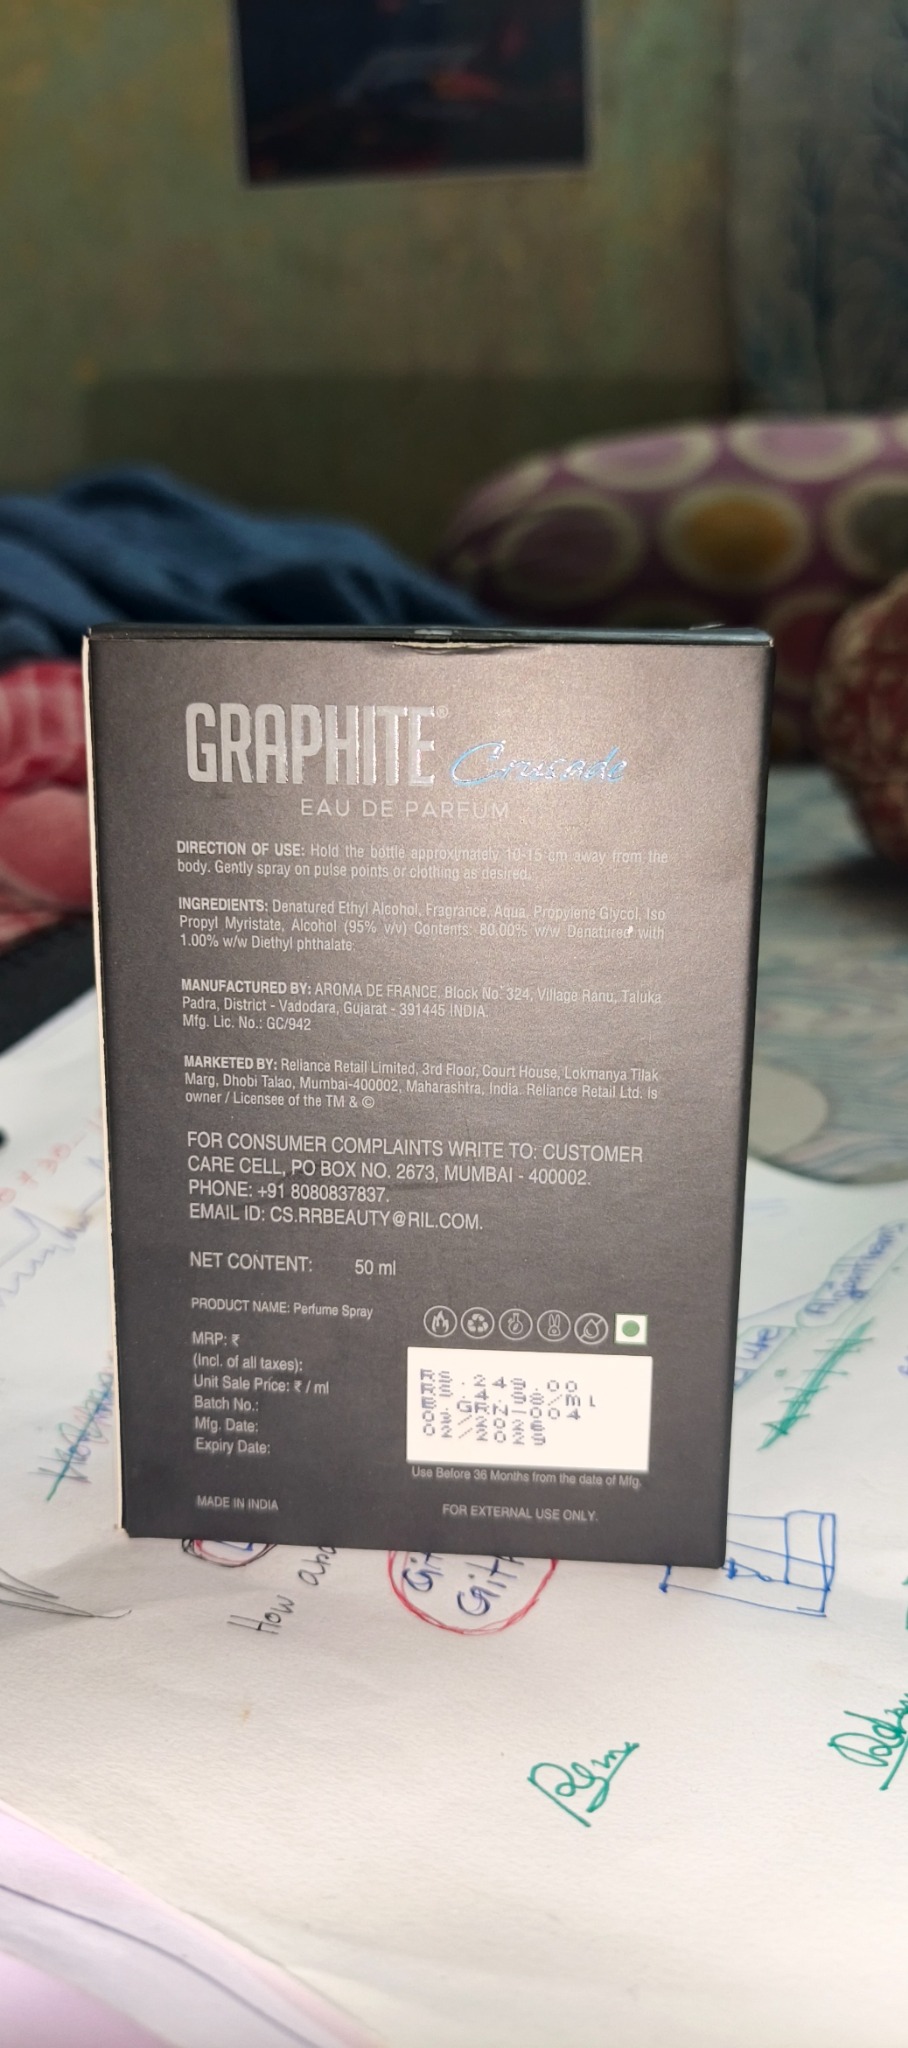 GRAPHITE® Crusade
EAU DE PARFUM
DIRECTION OF USE: Hold the bottle approximately 10-15 cm away from the
body. Gently spray on pulse points or clothing as desired.
INGREDIENTS: Denatured Ethyl Alcohol, Fragrance, Aqua, Propylene Glycol, Iso
Propyl Myristate, Alcohol (95% v/v) Contents: 80.00% w/w Denatured with
1.00% w/w Diethyl phthalate.
MANUFACTURED BY: AROMA DE FRANCE. Block No. 324, Village Ranu, Taluka
Padra, District - Vadodara, Gujarat - 391445 INDIA.
Mfg. Lic. No.: GC/942
MARKETED BY: Reliance Retail Limited, 3rd Floor, Court House, Lokmanya Tilak
Marg, Dhobi Talao, Mumbai-400002, Maharashtra, India. Reliance Retail Ltd. is
owner / Licensee of the TM & ©
FOR CONSUMER COMPLAINTS WRITE TO: CUSTOMER
CARE CELL, PO BOX NO. 2673, MUMBAI - 400002.
PHONE: +91 8080837837.
EMAIL ID: CS.RRBEAUTY@RIL.COM.
NET CONTENT: 50 ml
PRODUCT NAME: Perfume Spray
MRP: ₹
(Incl. of all taxes):
Unit Sale Price: ₹ / ml
Batch No.:
Mfg. Date:
Expiry Date:
Use Before 36 Months from the date of Mfg.
MADE IN INDIA
FOR EXTERNAL USE ONLY.
How